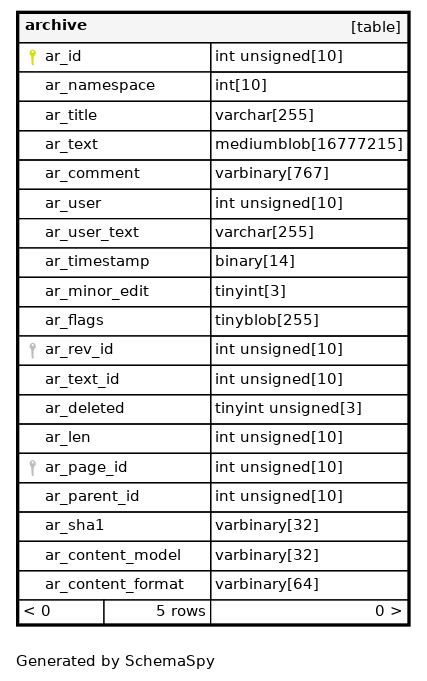 archive [table]
ar_id int unsigned[10]
ar_namespace int[10]
ar_title varchar[255]
ar_text mediumblob[16777215]
ar_comment varbinary[767]
ar_user int unsigned[10]
ar_user_text varchar[255]
ar_timestamp binary[14]
ar_minor_edit tinyint[3]
ar_flags tinyblob[255]
ar_rev_id int unsigned[10]
ar_text_id int unsigned[10]
ar_deleted tinyint unsigned[3]
ar_len int unsigned[10]
ar_page_id int unsigned[10]
ar_parent_id int unsigned[10]
ar_sha1 varbinary[32]
ar_content_model varbinary[32]
ar_content_format varbinary[64]
< 0 5 rows 0 >
Generated by SchemaSpy